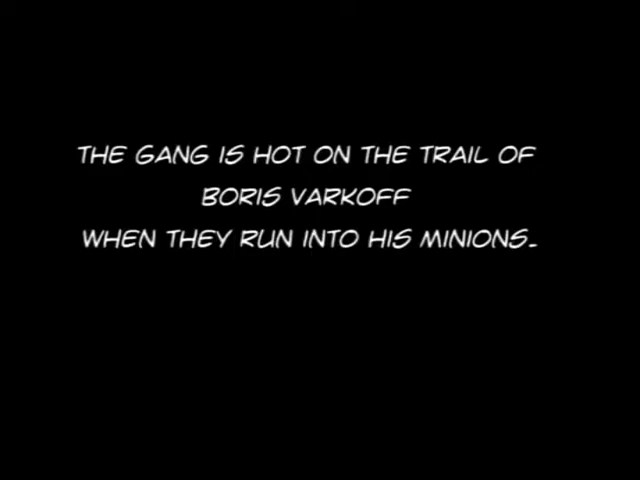 THE GANG IS HOT ON THE TRAIL OF
BORIS VARKOFF
WHEN THEY RUN INTO HIS MINIONS...